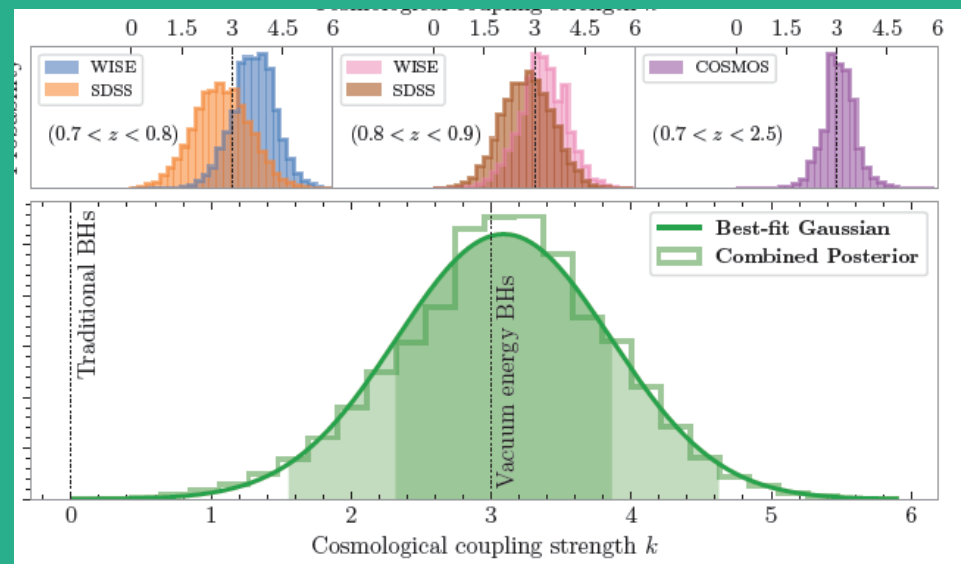 0 1.5 3 4.5 6 0 1.5 3 4.5 6 0 1.5 3 4.5 6
WISE
SDSS
(0.7 < z < 0.8)
WISE
SDSS
(0.8 < z < 0.9)
COSMOS
(0.7 < z < 2.5)
Traditional BHs
Vacuum energy BHs
Best-fit Gaussian
Combined Posterior
0 1 2 3 4 5 6
Cosmological coupling strength k